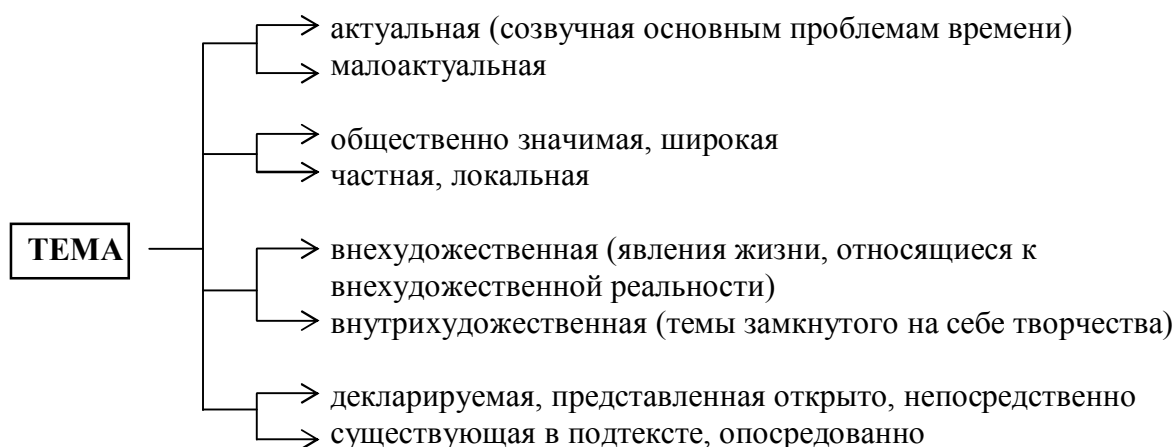 актуальная (созвучная основным проблемам времени)
малоактуальная
общественно значимая, широкая
частная, локальная
ТЕМА
внехудожественная (явления жизни, относящиеся к
внехудожественной реальности)
внутрихудожественная (темы замкнутого на себе творчества)
декларируемая, представленная открыто, непосредственно
существующая в подтексте, опосредованно